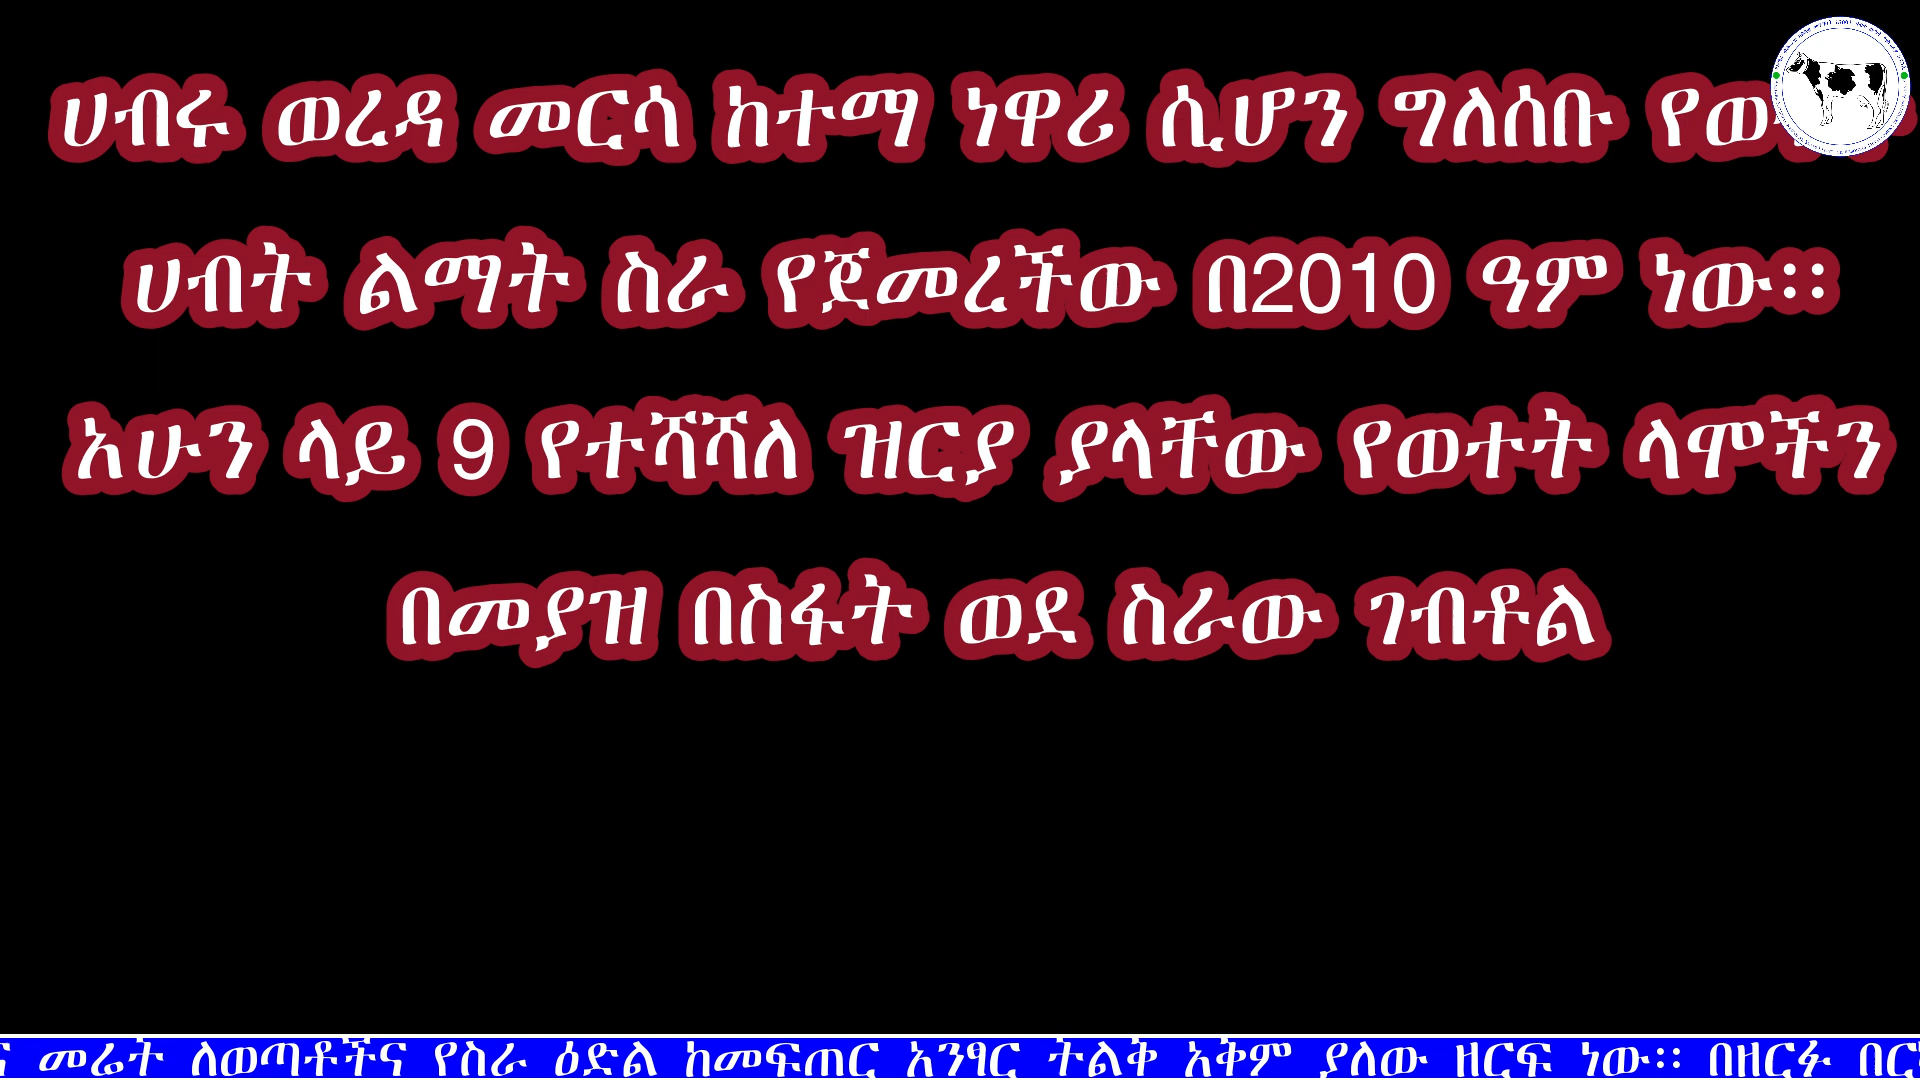 ሀብሩ ወረዳ መርሳ ከተማ ነዋሪ ሲሆን ግለሰቡ
ሀብት ልማት ስራ የጀመረችው በ2010 ዓም ነው፡፡
አሁን ላይ 9 የተሻሻለ ዝርያ ያላቸው የወተት ላሞችን
በመያዝ በስፋት ወደ ስራው ገብቶል
መሬት ለወጣቶችና የስራ ዕድል ከመፍጠር አንፃር ትልቅ አቅም ያለው ዘርፍ ነው፡፡ በዘርፉ